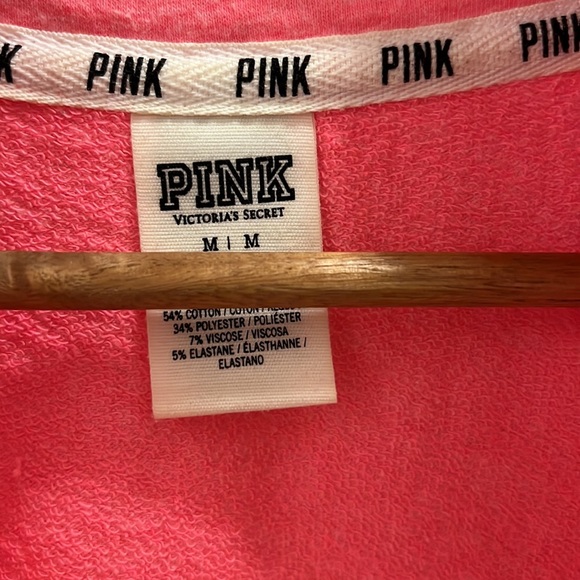 PINK PINK PINK PINK
PINK
VICTORIA'S SECRET
M | M
54% COTTON / COTON /
34% POLYESTER / POLIÉSTER
7% VISCOSE / VISCOSA
5% ELASTANE / ÉLASTHANNE /
ELASTANO